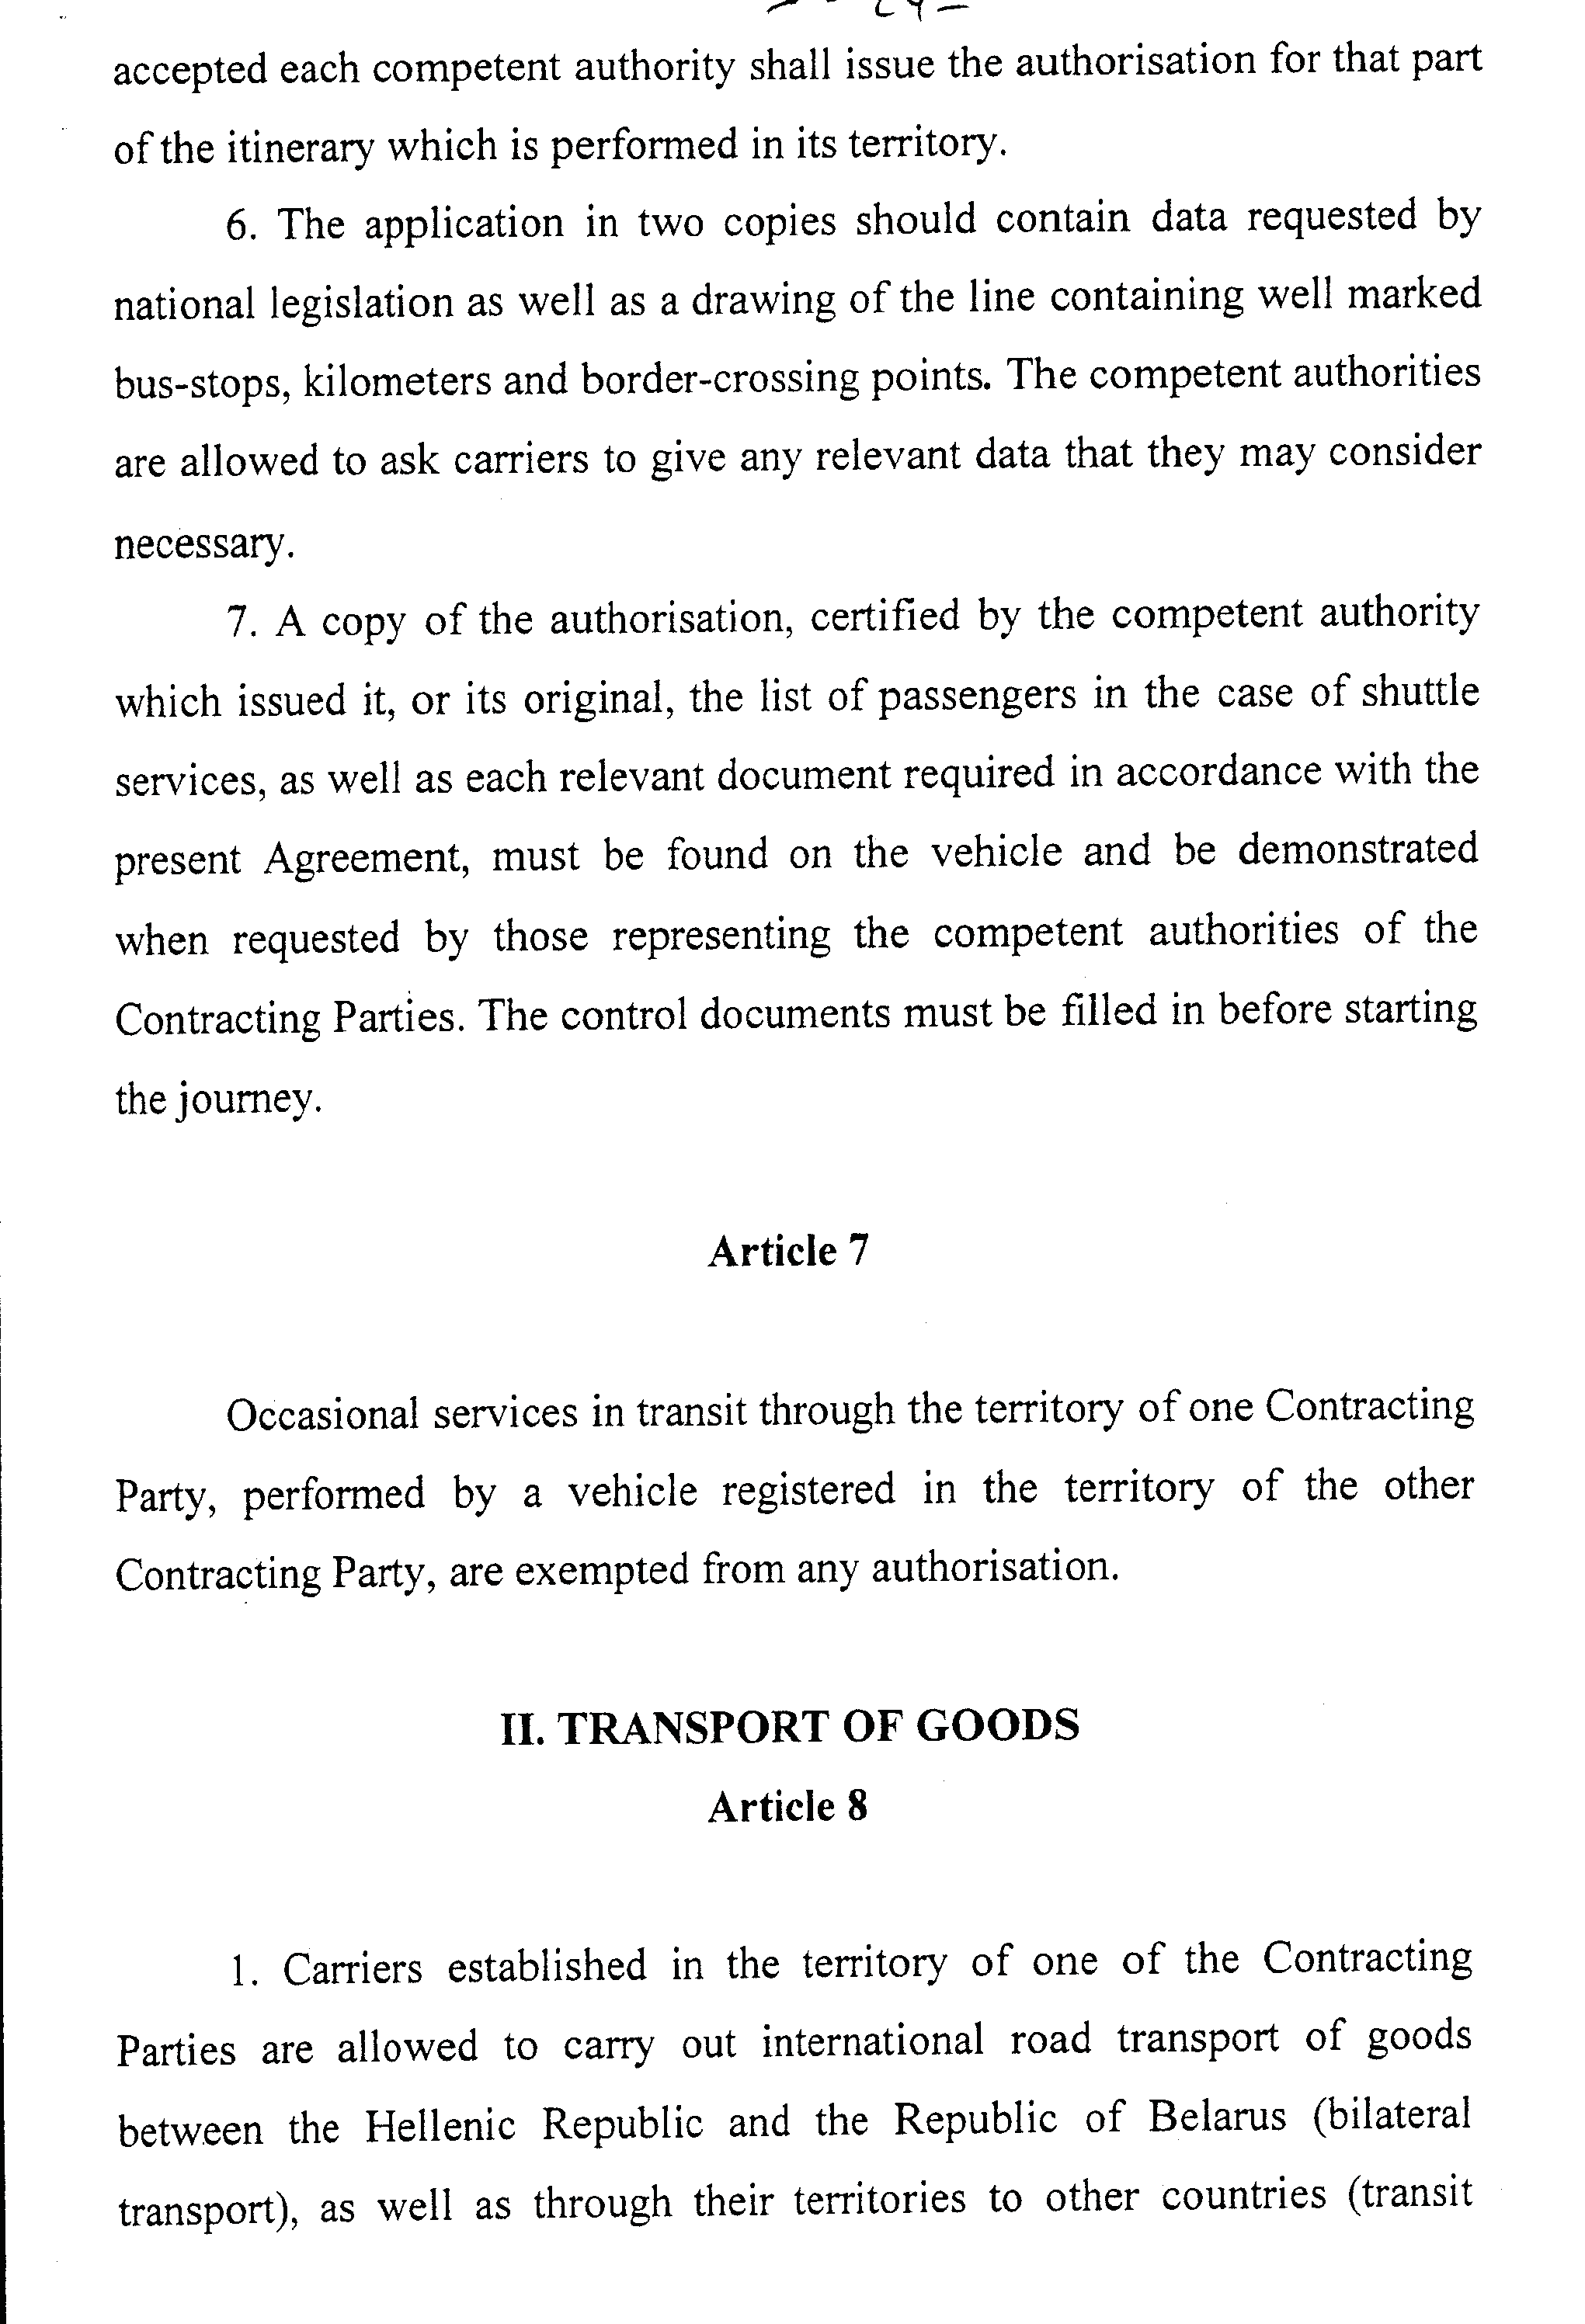 accepted each competent authority shall issue the authorisation for that part
of the itinerary which is performed in its territory.
6. The application in two copies should contain data requested by
national legislation as well as a drawing of the line containing well marked
bus-stops, kilometers and border-crossing points. The competent authorities
are allowed to ask carriers to give any relevant data that they may consider
necessary.
7. A copy of the authorisation, certified by the competent authority
which issued it, or its original, the list of passengers in the case of shuttle
services, as well as each relevant document required in accordance with the
present Agreement, must be found on the vehicle and be demonstrated
when requested by those representing the competent authorities of the
Contracting Parties. The control documents must be filled in before starting
the journey.
Article 7
Occasional services in transit through the territory of one Contracting
Party, performed by a vehicle registered in the territory of the other
Contracting Party, are exempted from any authorisation.
II. TRANSPORT OF GOODS
Article 8
1. Carriers established in the territory of one of the Contracting
Parties are allowed to carry out international road transport of goods
between the Hellenic Republic and the Republic of Belarus (bilateral
transport), as well as through their territories to other countries (transit